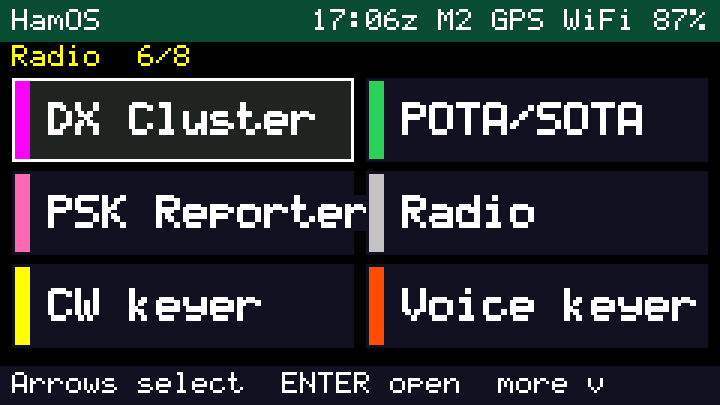 HamOS 17:06z M2 GPS WiFi 87%
Radio 6/8
DX Cluster POTA/SOTA
PSK Reporter Radio
CW keyer Voice keyer
Arrows select ENTER open more v